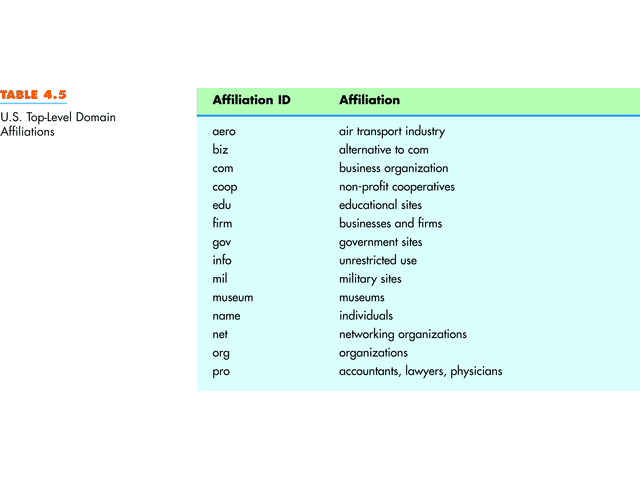 TABLE 4.5
U.S. Top-Level Domain
Affiliations
Affiliation ID Affiliation
aero air transport industry
biz alternative to com
com business organization
coop non-profit cooperatives
edu educational sites
firm businesses and firms
gov government sites
info unrestricted use
mil military sites
museum museums
name individuals
net networking organizations
org organizations
pro accountants, lawyers, physicians